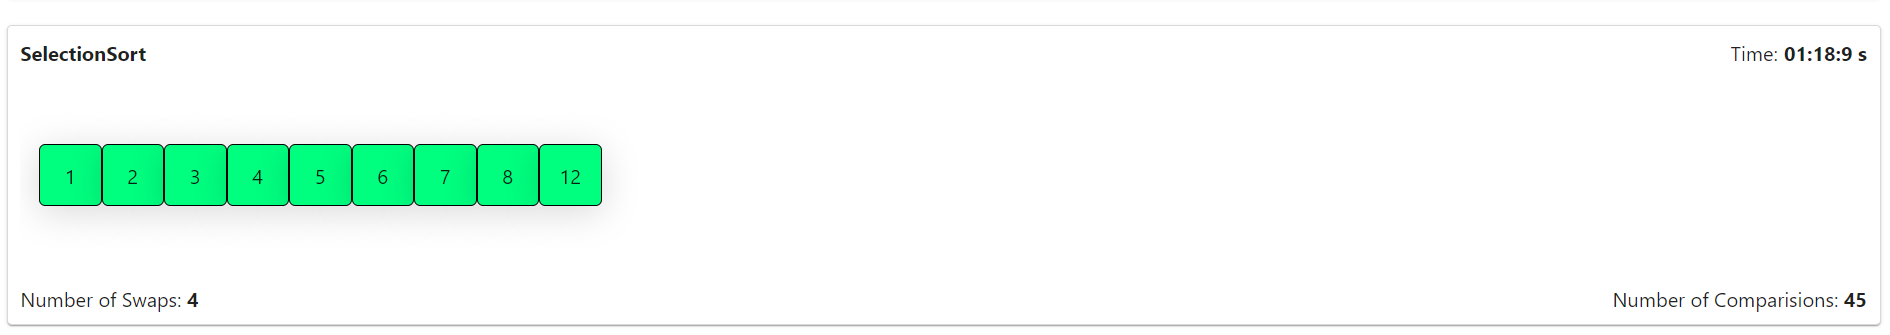 SelectionSort Time: 01:18:9 s
1 2 3 4 5 6 7 8 12
Number of Swaps: 4 Number of Comparisions: 45